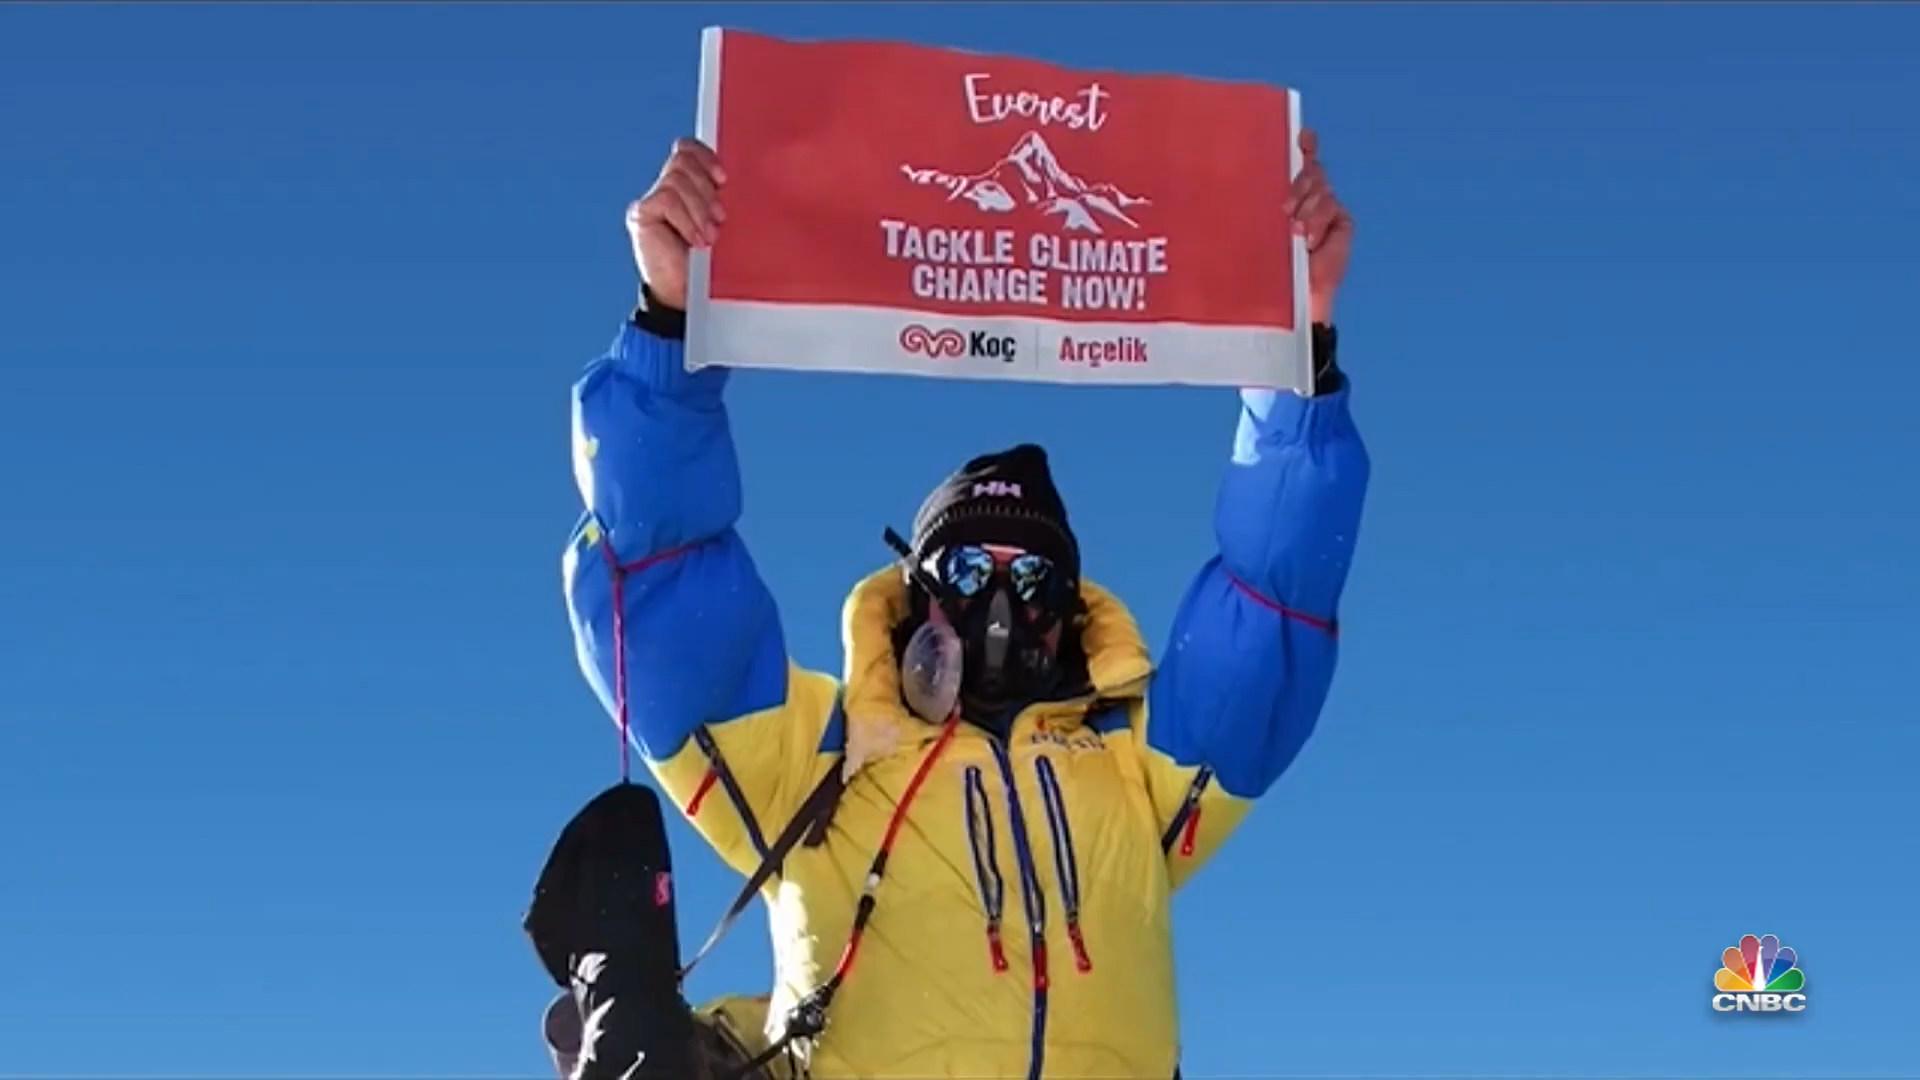 Everest
TACKLE CLIMATE
CHANGE NOW!
Koç
Arçelik
HH
CNBC